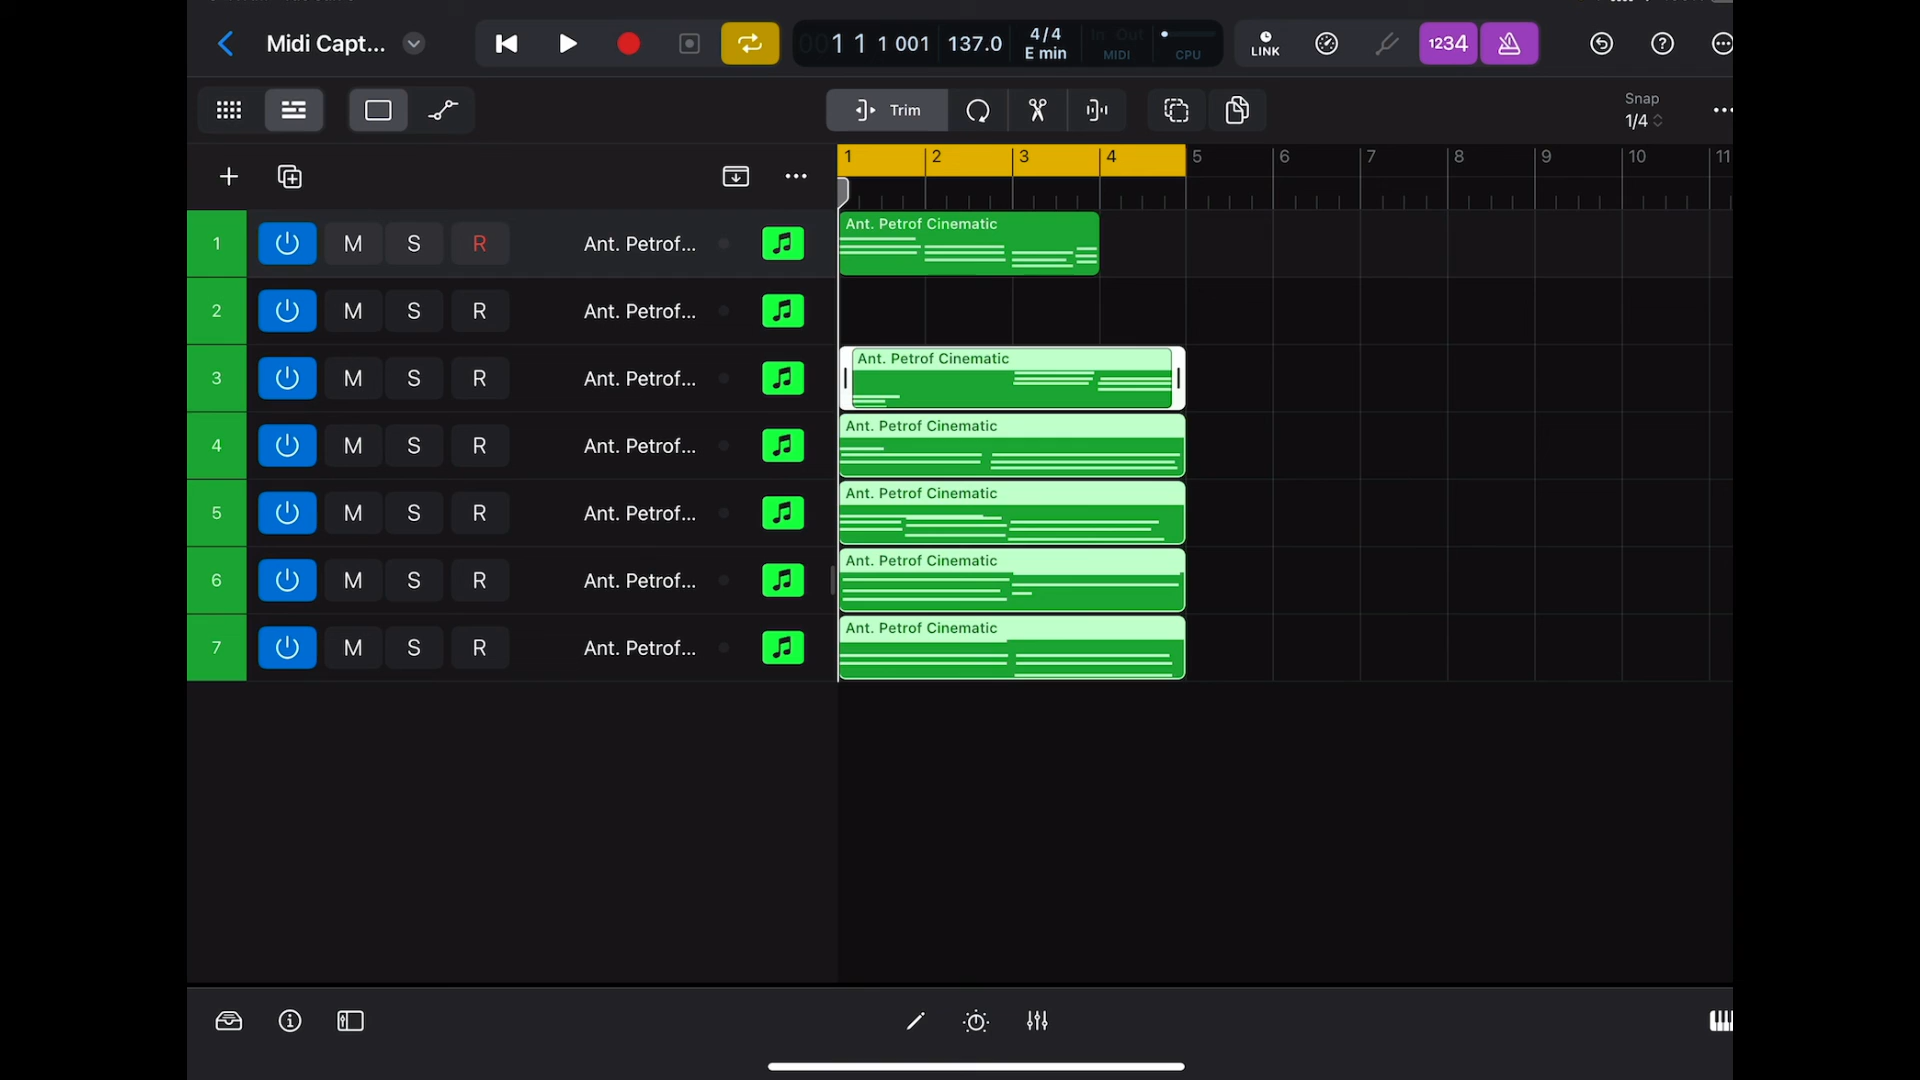 Midi Capt...
001 1 1 001
137.0
4/4
E min
In Out
MIDI
CPU
LINK
1234
Trim
Snap
1/4
1 2 3 4 5 6 7 8 9 10 11
1 M S R Ant. Petrof...
Ant. Petrof Cinematic
2 M S R Ant. Petrof...
3 M S R Ant. Petrof...
Ant. Petrof Cinematic
4 M S R Ant. Petrof...
Ant. Petrof Cinematic
5 M S R Ant. Petrof...
Ant. Petrof Cinematic
6 M S R Ant. Petrof...
Ant. Petrof Cinematic
7 M S R Ant. Petrof...
Ant. Petrof Cinematic